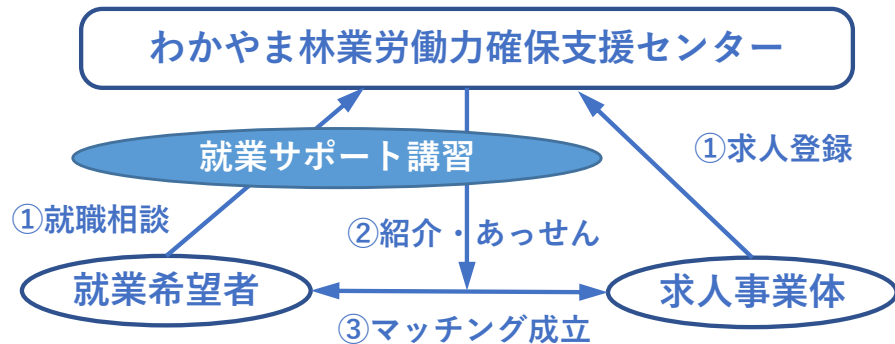 わかやま林業労働力確保支援センター
就業サポート講習
①求人登録
①就職相談
②紹介・あっせん
就業希望者
求人事業体
③マッチング成立